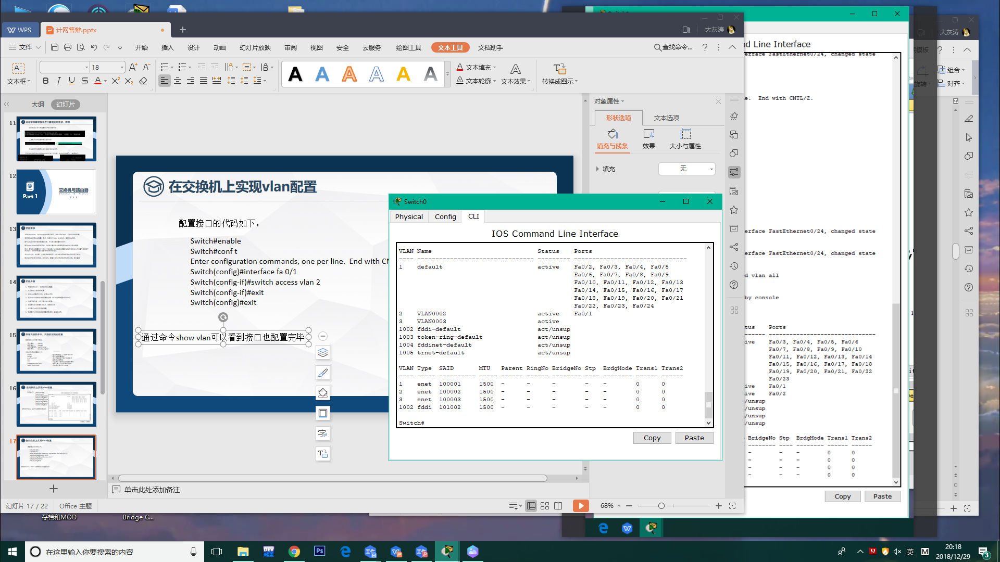 WPS
计网答辩.pptx
大灰涛
文件
开始
插入
设计
动画
幻灯片放映
审阅
视图
安全
云服务
绘图工具
文本工具
文档助手
查找命令...
文本框
18
文本填充
文本轮廓
文本效果
转换成图示
大纲
幻灯片
11
12
Part 1
交换机与路由器
13
14
15
16
17
在交换机上实现vlan配置
配置接口的代码如下：
Switch#enable
Switch#conf t
Enter configuration commands, one per line.  End with CN
Switch(config)#interface fa 0/1
Switch(config-if)#switch access vlan 2
Switch(config-if)#exit
Switch(config)#exit
通过命令show vlan可以看到接口也配置完毕
对象属性
形状选项
文本选项
填充与线条
效果
大小与属性
填充
无
Switch0
Physical
Config
CLI
IOS Command Line Interface
VLAN Name                             Status    Ports
---- -------------------------------- --------- -------------------------------
1    default                          active    Fa0/2, Fa0/3, Fa0/4, Fa0/5
Fa0/6, Fa0/7, Fa0/8, Fa0/9
Fa0/10, Fa0/11, Fa0/12, Fa0/13
Fa0/14, Fa0/15, Fa0/16, Fa0/17
Fa0/18, Fa0/19, Fa0/20, Fa0/21
Fa0/22, Fa0/23, Fa0/24
2    VLAN0002                         active    Fa0/1
3    VLAN0003                         active
1002 fddi-default                     act/unsup
1003 token-ring-default               act/unsup
1004 fddinet-default                  act/unsup
1005 trnet-default                    act/unsup
VLAN Type  SAID       MTU   Parent RingNo BridgeNo Stp  BrdgMode Trans1 Trans2
---- ----- ---------- ----- ------ ------ -------- ---- -------- ------ ------
1    enet  100001     1500  -      -      -        -    -        0      0
2    enet  100002     1500  -      -      -        -    -        0      0
3    enet  100003     1500  -      -      -        -    -        0      0
1002 fddi  101002     1500  -      -      -        -    -        0      0
Switch#
Copy
Paste
nd Line Interface
erface FastEthernet0/24, changed state
e.  End with CNTL/Z.
erface FastEthernet0/24, changed state
erface FastEthernet0/24, changed state
d vlan all
by console
tus    Ports
ive    Fa0/3, Fa0/4, Fa0/5, Fa0/6
Fa0/7, Fa0/8, Fa0/9, Fa0/10
Fa0/11, Fa0/12, Fa0/13, Fa0/14
Fa0/15, Fa0/16, Fa0/17, Fa0/18
Fa0/19, Fa0/20, Fa0/21, Fa0/22
Fa0/23
ive    Fa0/1
ive    Fa0/2
/unsup
/unsup
/unsup
/unsup
BridgeNo Stp  BrdgMode Trans1 Trans2
-------- ---- -------- ------ ------
-        -    -        0      0
-        -    -        0      0
-        -    -        0      0
-        -    -        0      0
Copy
Paste
大灰涛
组合
旋转
对齐
单击此处添加备注
幻灯片 17 / 22
Office 主题
68%
存档和MOD
Bridge C...
在这里输入你要搜索的内容
DEV
Ps
英
M
20:18
2018/12/29
3